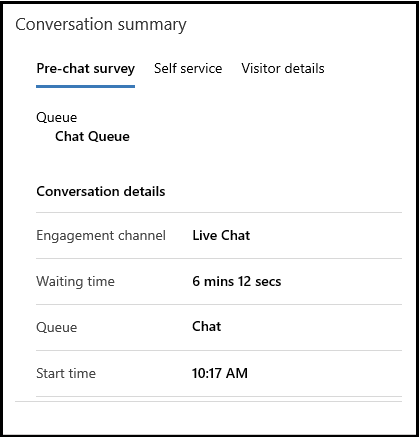 Conversation summary
Pre-chat survey Self service Visitor details
Queue
Chat Queue
Conversation details
Engagement channel Live Chat
Waiting time 6 mins 12 secs
Queue Chat
Start time 10:17 AM